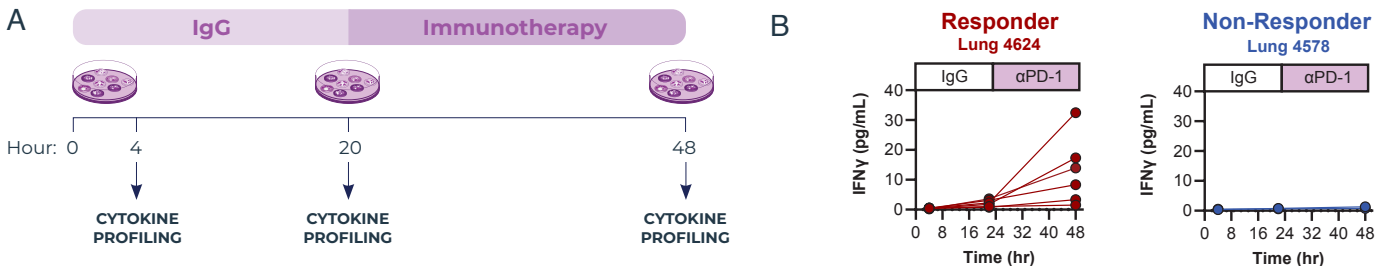 A
IgG
Immunotherapy
Hour: 0 4 20 48
CYTOKINE
PROFILING
CYTOKINE
PROFILING
CYTOKINE
PROFILING
B
Responder
Lung 4624
IgG αPD-1
40
30
20
10
0
IFNγ (pg/mL)
0 8 16 24 32 40 48
Time (hr)
Non-Responder
Lung 4578
IgG αPD-1
40
30
20
10
0
IFNγ (pg/mL)
0 8 16 24 32 40 48
Time (hr)